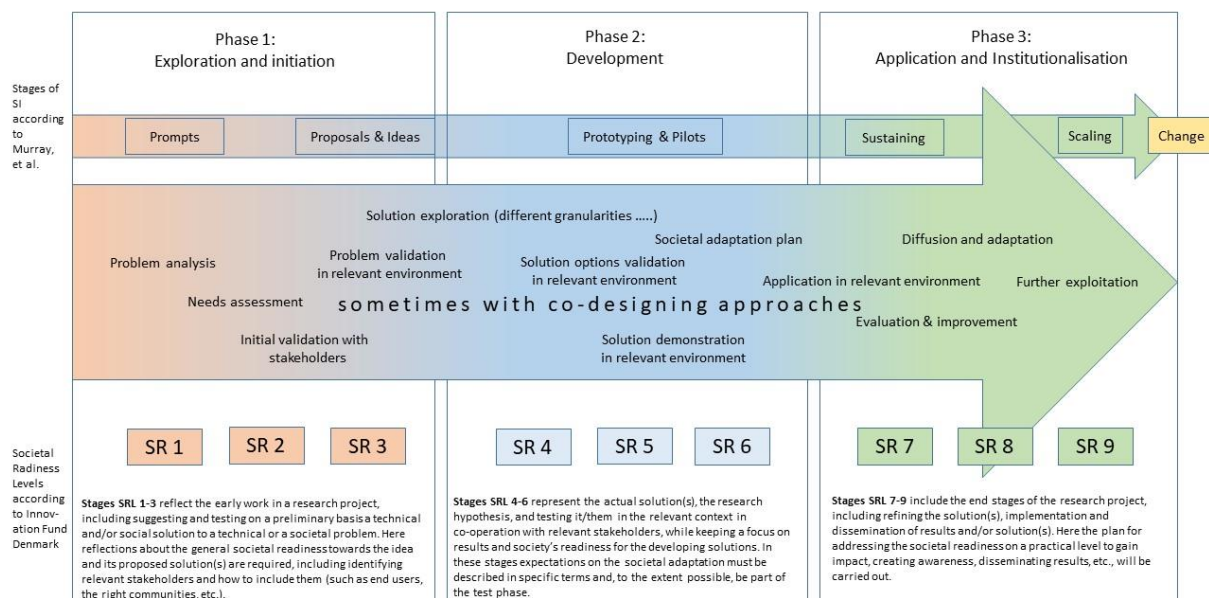 Phase 1:
Exploration and initiation
Phase 2:
Development
Phase 3:
Application and Institutionalisation
Stages of
SI
according
to
Murray,
et al.
Prompts
Proposals & Ideas
Prototyping & Pilots
Sustaining
Scaling
Change
Solution exploration (different granularities .....)
Societal adaptation plan
Diffusion and adaptation
Problem analysis
Problem validation
in relevant environment
Solution options validation
in relevant environment
Application in relevant environment
Further exploitation
Needs assessment
sometimes with co-designing approaches
Evaluation & improvement
Initial validation with
stakeholders
Solution demonstration
in relevant environment
Societal
Radiness
Levels
according
to Innov-
ation Fund
Denmark
SR 1
SR 2
SR 3
SR 4
SR 5
SR 6
SR 7
SR 8
SR 9
Stages SRL 1-3 reflect the early work in a research project,
including suggesting and testing on a preliminary basis a technical
and/or social solution to a technical or a societal problem. Here
reflections about the general societal readiness towards the idea
and its proposed solution(s) are required, including identifying
relevant stakeholders and how to include them (such as end users,
the right communities, etc.).
Stages SRL 4-6 represent the actual solution(s), the research
hypothesis, and testing it/them in the relevant context in
co-operation with relevant stakeholders, while keeping a focus on
results and society's readiness for the developing solutions. In
these stages expectations on the societal adaptation must be
described in specific terms and, to the extent possible, be part of
the test phase.
Stages SRL 7-9 include the end stages of the research project,
including refining the solution(s), implementation and
dissemination of results and/or solution(s). Here the plan for
addressing the societal readiness on a practical level to gain
impact, creating awareness, disseminating results, etc., will be
carried out.